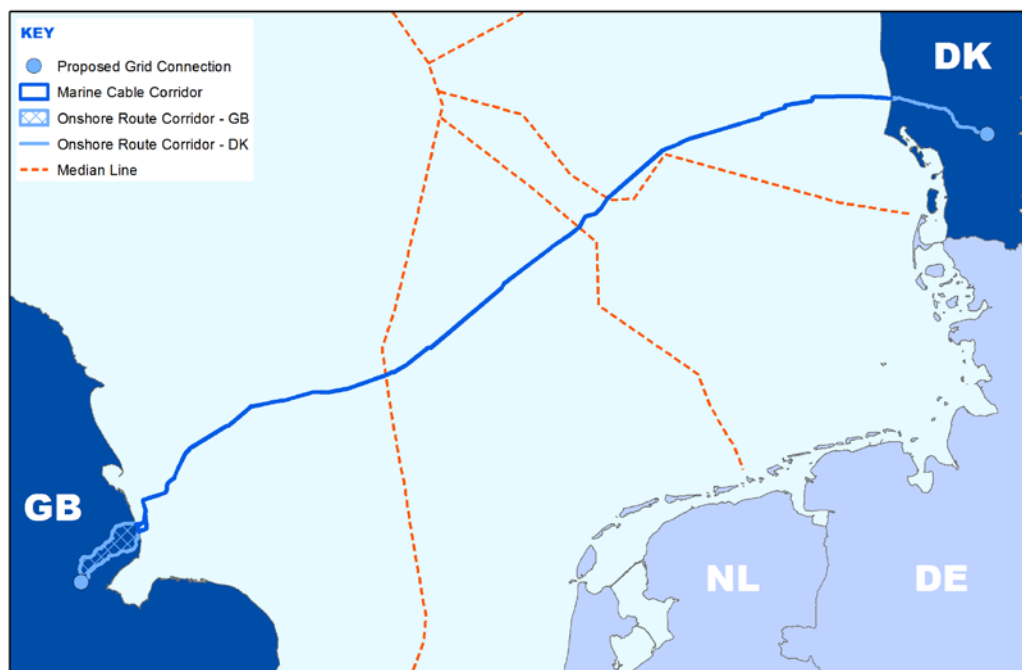 KEY
Proposed Grid Connection
Marine Cable Corridor
Onshore Route Corridor - GB
Onshore Route Corridor - DK
Median Line
DK
GB
NL
DE